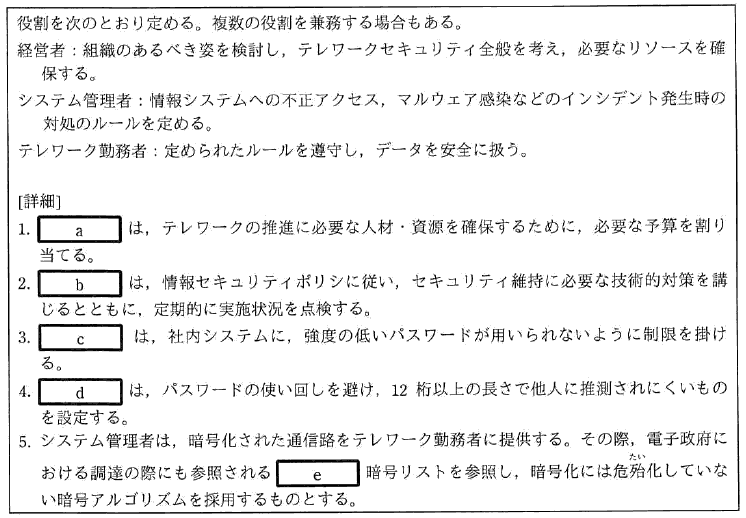 役割を次のとおり定める。複数の役割を兼務する場合もある。
経営者：組織のあるべき姿を検討し，テレワークセキュリティ全般を考え，必要なリソースを確
保する。
システム管理者：情報システムへの不正アクセス，マルウェア感染などのインシデント発生時の
対処のルールを定める。
テレワーク勤務者：定められたルールを遵守し，データを安全に扱う。
[詳細]
1. a は，テレワークの推進に必要な人材・資源を確保するために，必要な予算を割り
当てる。
2. b は，情報セキュリティポリシに従い，セキュリティ維持に必要な技術的対策を講
じるとともに，定期的に実施状況を点検する。
3. c は，社内システムに，強度の低いパスワードが用いられないように制限を掛け
る。
4. d は，パスワードの使い回しを避け，12 桁以上の長さで他人に推測されにくいもの
を設定する。
5. システム管理者は，暗号化された通信路をテレワーク勤務者に提供する。その際，電子政府に
たい
おける調達の際にも参照される e 暗号リストを参照し，暗号化には危殆化していな
い暗号アルゴリズムを採用するものとする。